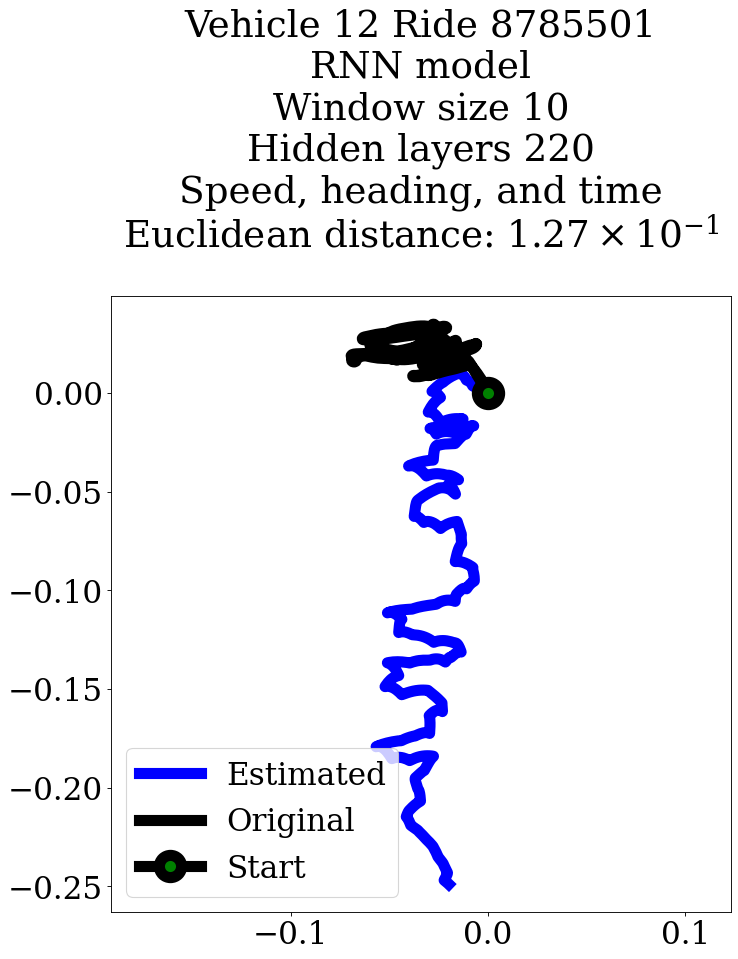 Vehicle 12 Ride 8785501
RNN model
Window size 10
Hidden layers 220
Speed, heading, and time
Euclidean distance: 1.27 × 10⁻¹
0.00
−0.05
−0.10
−0.15
−0.20
−0.25
Estimated
Original
Start
−0.1
0.0
0.1